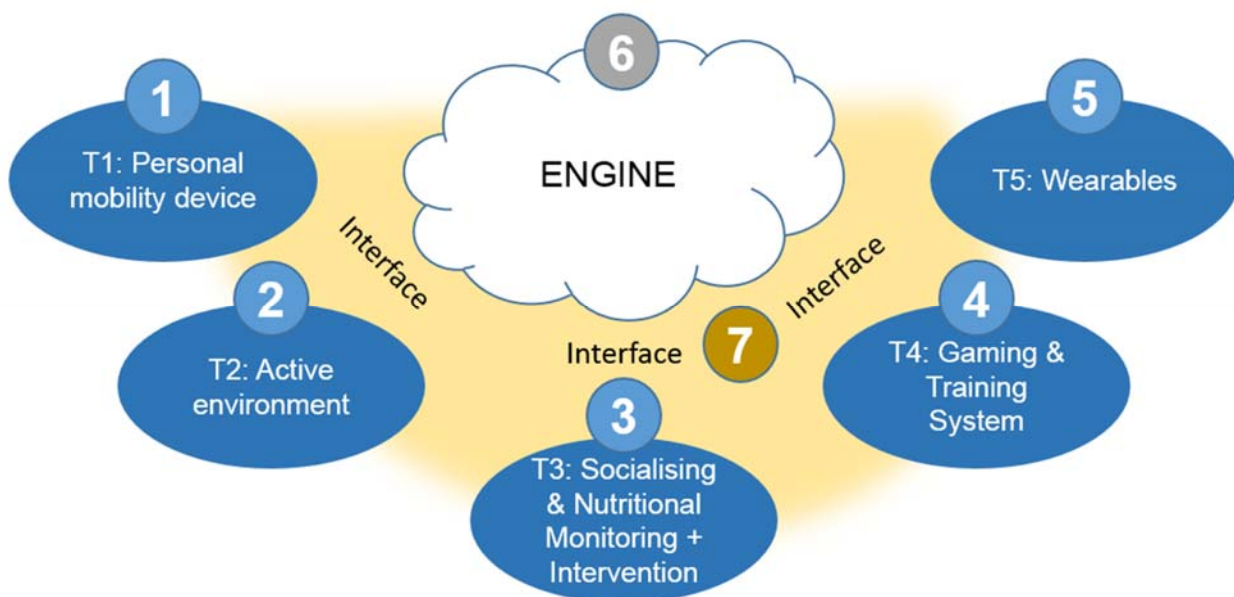 6
1
5
T1: Personal
mobility device
ENGINE
T5: Wearables
Interface
Interface
2
4
7
Interface
T2: Active
environment
T4: Gaming &
Training
System
3
T3: Socialising
& Nutritional
Monitoring +
Intervention